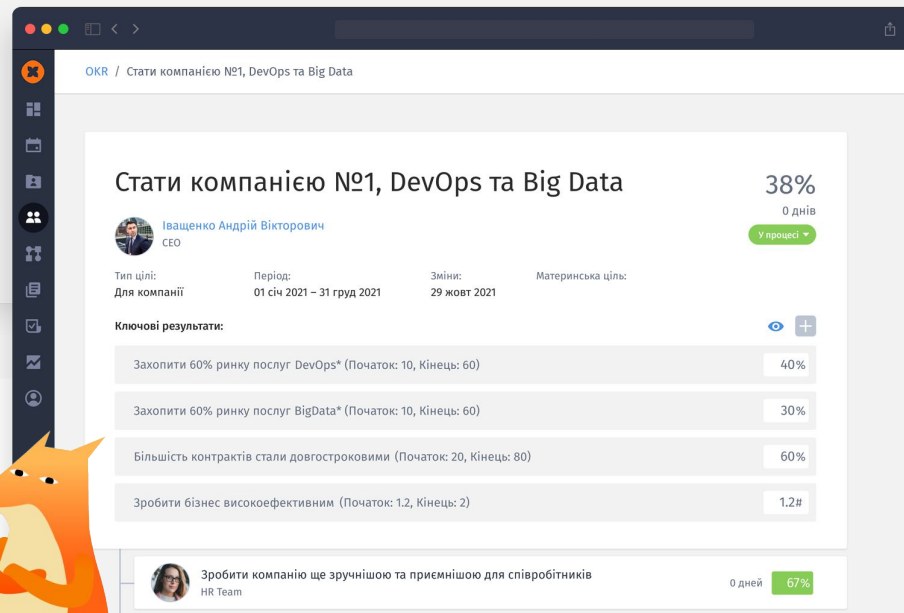 OKR / Стати компанією №1, DevOps та Big Data
Стати компанією №1, DevOps та Big Data
38%
0 днів
У процесі
Іващенко Андрій Вікторович
CEO
Тип цілі: Період: Зміни: Материнська ціль:
Для компанії 01 січ 2021 – 31 груд 2021 29 жовт 2021
Ключові результати:
Захопити 60% ринку послуг DevOps* (Початок: 10, Кінець: 60) 40%
Захопити 60% ринку послуг BigData* (Початок: 10, Кінець: 60) 30%
Більшість контрактів стали довгостроковими (Початок: 20, Кінець: 80) 60%
Зробити бізнес високоефективним (Початок: 1.2, Кінець: 2) 1.2#
Зробити компанію ще зручнішою та приємнішою для співробітників
HR Team
0 дней 67%